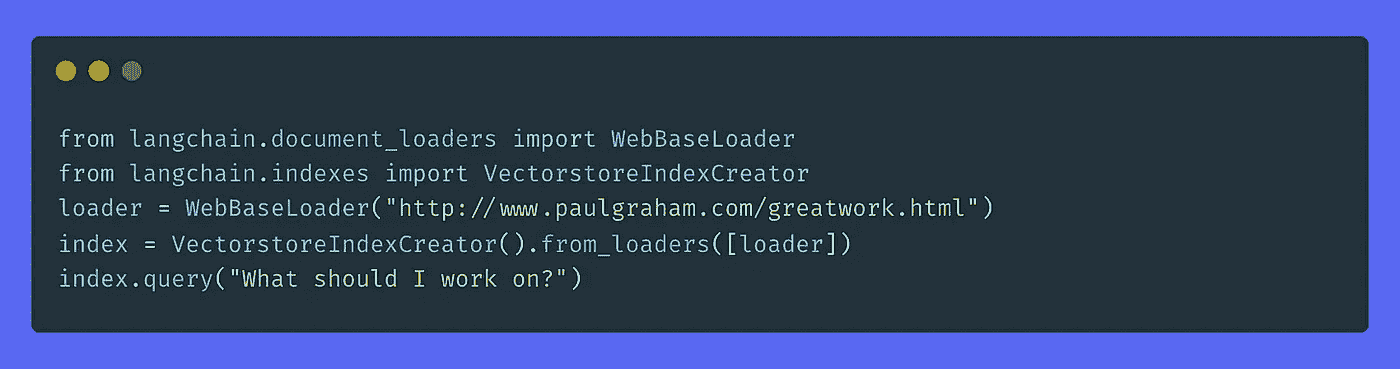 from langchain.document_loaders import WebBaseLoader
from langchain.indexes import VectorstoreIndexCreator
loader = WebBaseLoader("http://www.paulgraham.com/greatwork.html")
index = VectorstoreIndexCreator().from_loaders([loader])
index.query("What should I work on?")